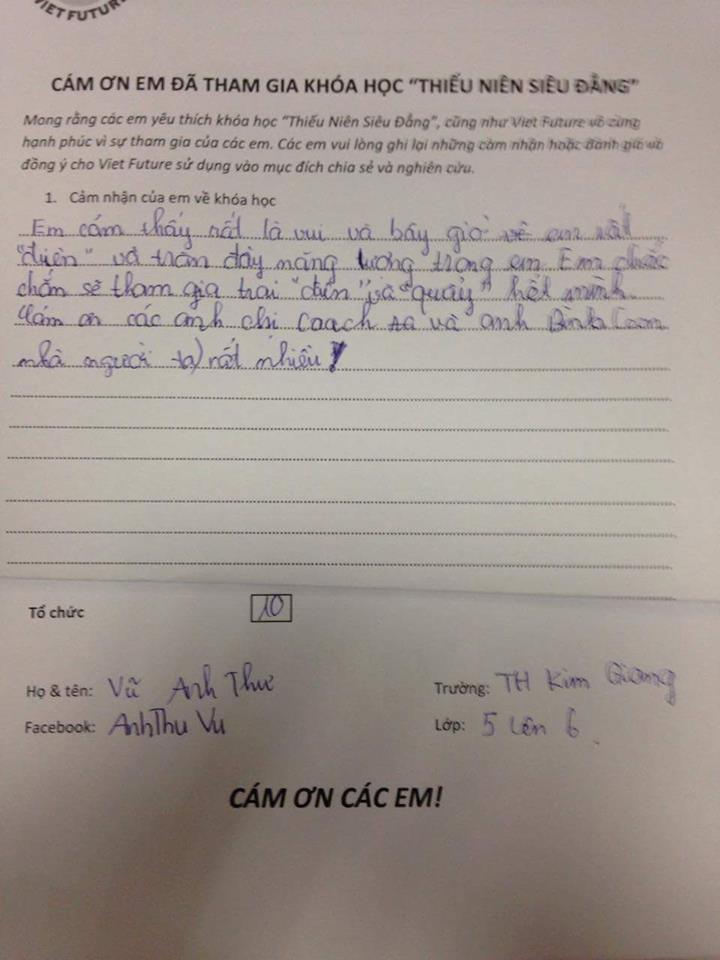 VIET FUTURE
CÁM ƠN EM ĐÃ THAM GIA KHÓA HỌC "THIẾU NIÊN SIÊU ĐẲNG"
Mong rằng các em yêu thích khóa học "Thiếu Niên Siêu Đẳng", cũng như Viet Future vô cùng
hạnh phúc vì sự tham gia của các em. Các em vui lòng ghi lại những cảm nhận hoặc đánh giá và
đồng ý cho Viet Future sử dụng vào mục đích chia sẻ và nghiên cứu.
1. Cảm nhận của em về khóa học
Em cảm thấy rất là vui và bây giờ về em rất
"điên" và tràn đầy năng lượng trong em Em chắc
chắn sẽ tham gia trại "điên" và "quẩy" hết mình.
Cám ơn các anh chị Coach và anh Bình (con
nhà người ta) rất nhiều
Tổ chức 10
Họ & tên: Vũ Anh Thư Trường: TH Kim Giang
Facebook: AnhThu Vu Lớp: 5 lên 6
CÁM ƠN CÁC EM!